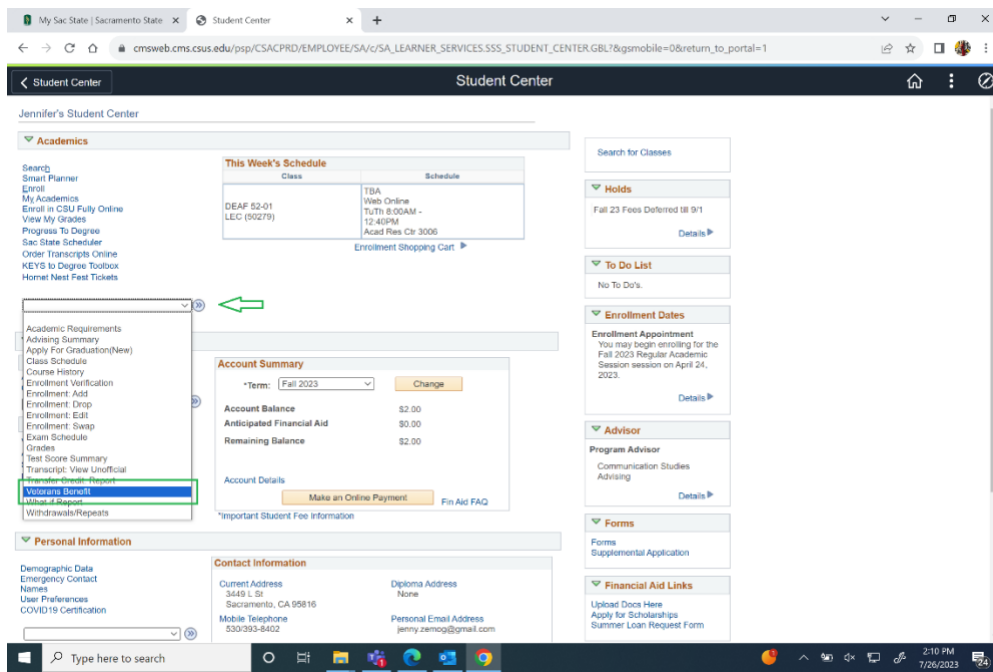 My Sac State | Sacramento State
Student Center
cmsweb.cms.csus.edu/psp/CSACPRD/EMPLOYEE/SA/c/SA_LEARNER_SERVICES.SSS_STUDENT_CENTER.GBL?&gsmobile=0&return_to_portal=1
Student Center
Student Center
Jennifer's Student Center
Academics
Search
Smart Planner
Enroll
My Academics
Enroll in CSU Fully Online
View My Grades
Progress To Degree
Sac State Scheduler
Order Transcripts Online
KEYS to Degree Toolbox
Hornet Nest Fest Tickets
This Week's Schedule
Class Schedule
DEAF 52-01
LEC (50279)
TBA
Web Online
TuTh 8:00AM -
12:40PM
Acad Res Ctr 3006
Enrollment Shopping Cart
Academic Requirements
Advising Summary
Apply For Graduation(New)
Class Schedule
Course History
Enrollment Verification
Enrollment: Add
Enrollment: Drop
Enrollment: Edit
Enrollment: Swap
Exam Schedule
Grades
Test Score Summary
Transcript: View Unofficial
Transfer Credit: Report
Veterans Benefit
What-if Report
Withdrawals/Repeats
Account Summary
*Term: Fall 2023 Change
Account Balance $2.00
Anticipated Financial Aid $0.00
Remaining Balance $2.00
Account Details
Make an Online Payment Fin Aid FAQ
*Important Student Fee Information
Personal Information
Demographic Data
Emergency Contact
Names
User Preferences
COVID19 Certification
Contact Information
Current Address
3449 L St
Sacramento, CA 95816
Mobile Telephone
530/393-8402
Diploma Address
None
Personal Email Address
jenny.zemog@gmail.com
Search for Classes
Holds
Fall 23 Fees Deferred till 9/1
Details
To Do List
No To Do's.
Enrollment Dates
Enrollment Appointment
You may begin enrolling for the
Fall 2023 Regular Academic
Session session on April 24,
2023.
Details
Advisor
Program Advisor
Communication Studies
Advising
Details
Forms
Forms
Supplemental Application
Financial Aid Links
Upload Docs Here
Apply for Scholarships
Summer Loan Request Form
Type here to search
2:10 PM
7/26/2023
24